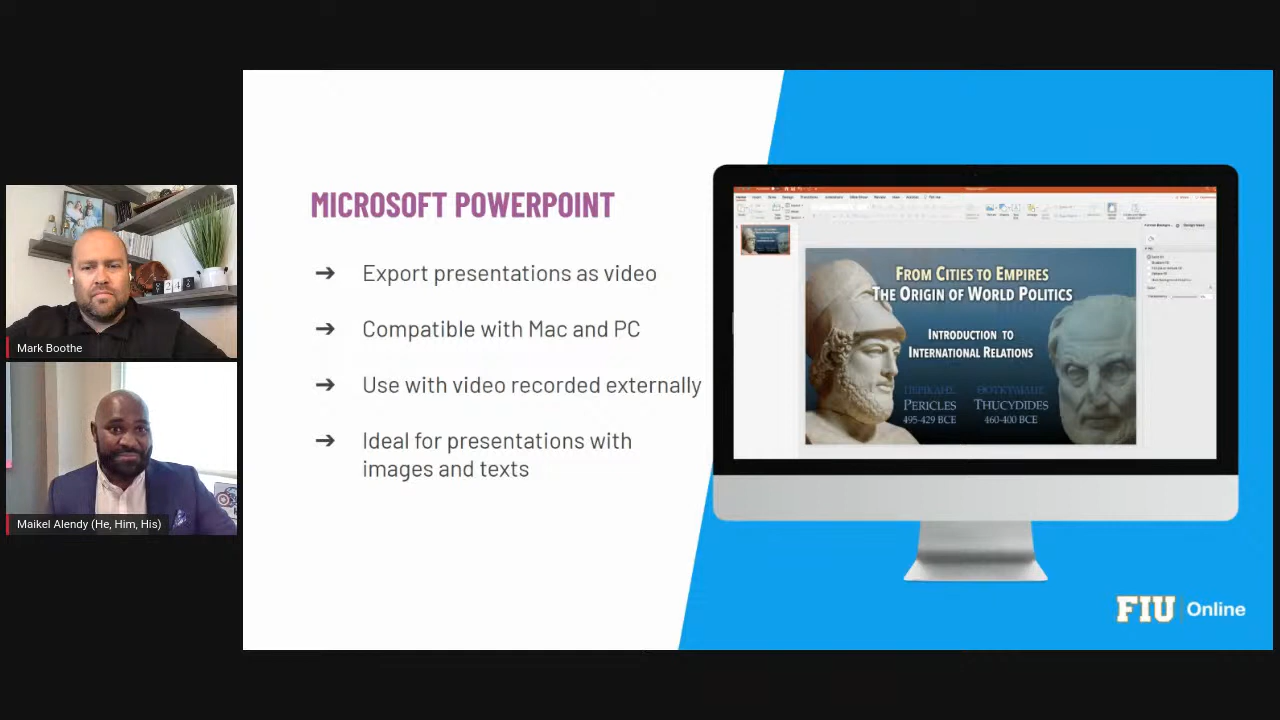 MICROSOFT POWERPOINT
➔ Export presentations as video
➔ Compatible with Mac and PC
➔ Use with video recorded externally
➔ Ideal for presentations with
images and texts
FROM CITIES TO EMPIRES
THE ORIGIN OF WORLD POLITICS
INTRODUCTION TO
INTERNATIONAL RELATIONS
PERICLES
THUCYDIDES
495-429 BCE
460-400 BCE
Mark Boothe
Maikel Alendy (He, Him, His)
FIU | Online